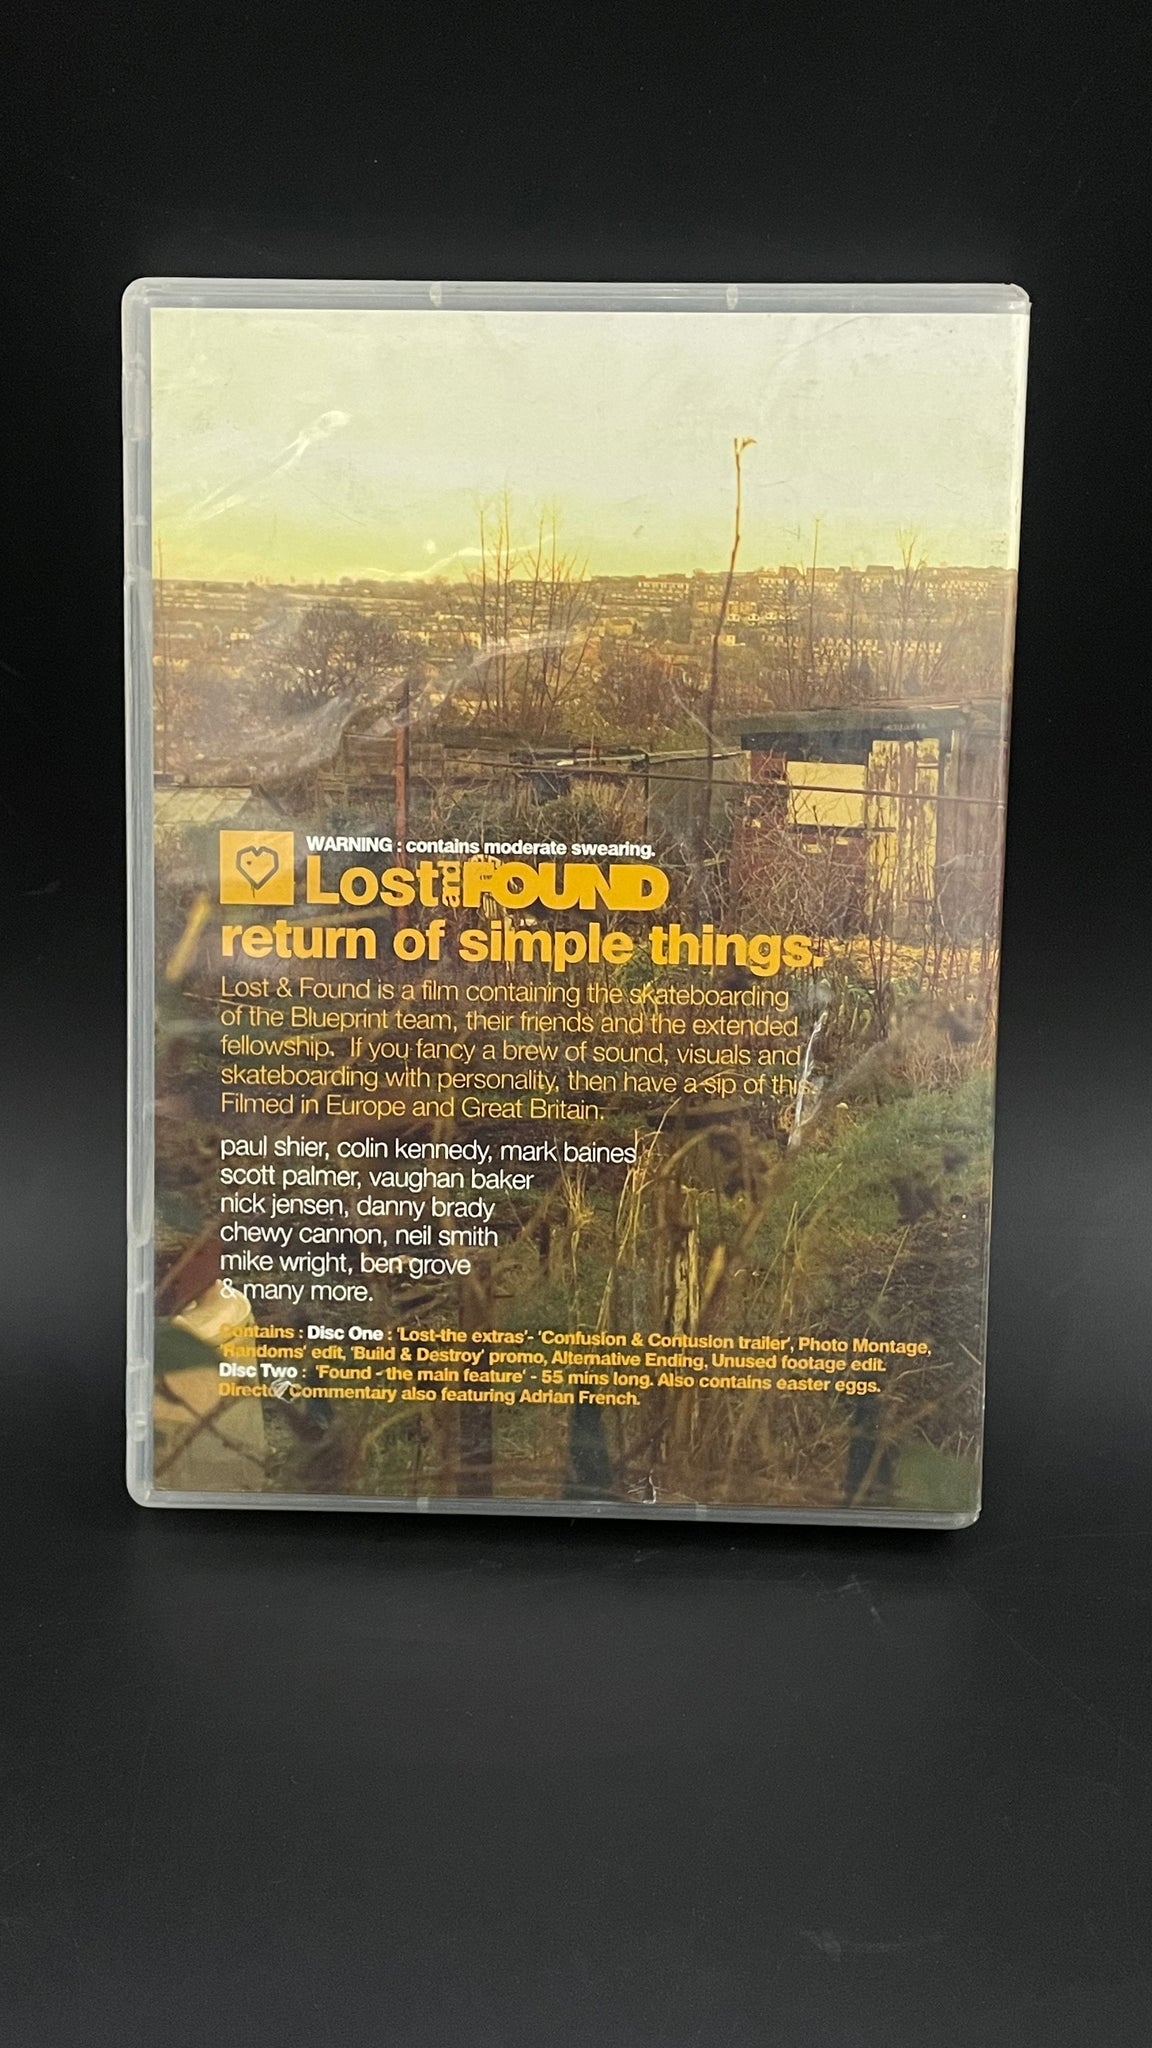 WARNING : contains moderate swearing.
Lost and FOUND
return of simple things.
Lost & Found is a film containing the skateboarding
of the Blueprint team, their friends and the extended
fellowship. If you fancy a brew of sound, visuals and
skateboarding with personality, then have a sip of this.
Filmed in Europe and Great Britain.
paul shier, colin kennedy, mark baines
scott palmer, vaughan baker
nick jensen, danny brady
chewy cannon, neil smith
mike wright, ben grove
& many more.
Contains : Disc One : 'Lost-the extras'- 'Confusion & Contusion trailer', Photo Montage,
'Randoms' edit, 'Build & Destroy' promo, Alternative Ending, Unused footage edit.
Disc Two : 'Found - the main feature' - 55 mins long. Also contains easter eggs.
Director Commentary also featuring Adrian French.